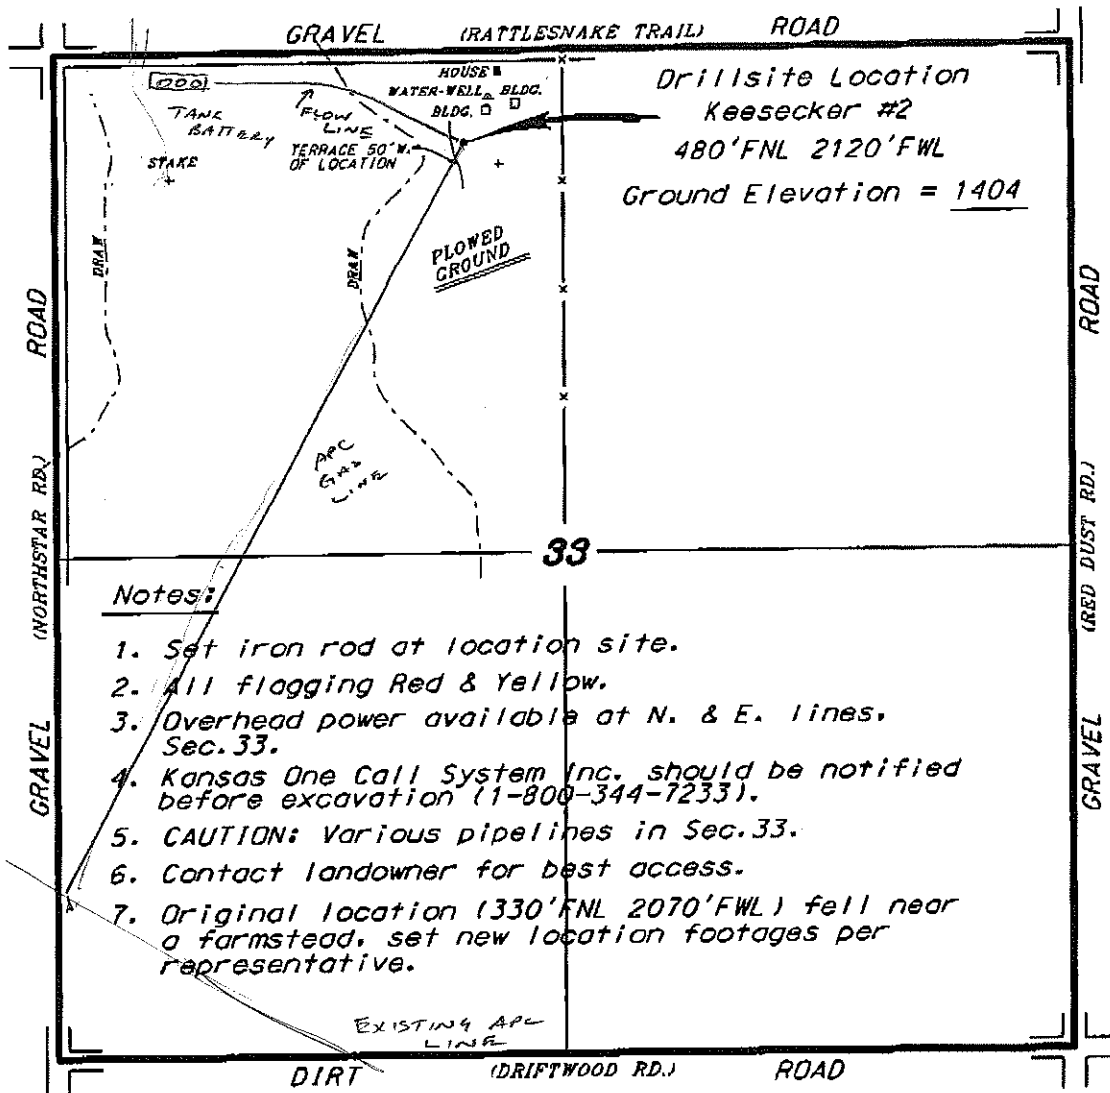 GRAVEL (RATTLESNAKE TRAIL) ROAD
HOUSE
WATER-WELL BLDG.
BLDG.
TANK
BATTERY
FLOW
LINE
TERRACE 50' W.
OF LOCATION
STAKE
Drillsite Location
Keesecker #2
480'FNL 2120'FWL
Ground Elevation = 1404
PLOWED
GROUND
DRAW
DRAW
ROAD
(NORTHSTAR RD.)
GRAVEL
ROAD
(RED DUST RD.)
GRAVEL
APC
GAS
LINE
33
Notes:
1. Set iron rod at location site.
2. All flagging Red & Yellow.
3. Overhead power available at N. & E. lines,
Sec.33.
4. Kansas One Call System Inc. should be notified
before excavation (1-800-344-7233).
5. CAUTION: Various pipelines in Sec.33.
6. Contact landowner for best access.
7. Original location (330'FNL 2070'FWL) fell near
a farmstead, set new location footages per
representative.
EXISTING APC
LINE
DIRT (DRIFTWOOD RD.) ROAD